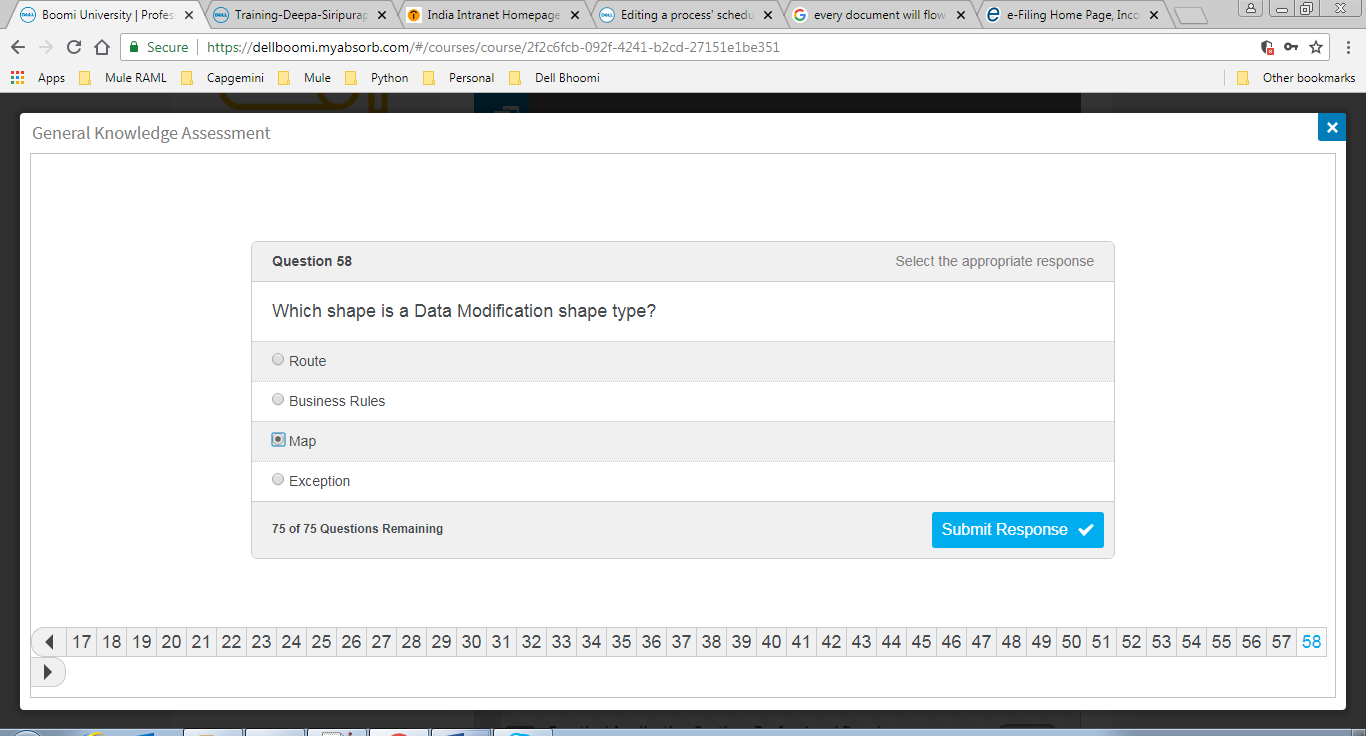 Boomi University | Profes
Training-Deepa-Siripurap
India Intranet Homepage
Editing a process' schedu
every document will flow
e-Filing Home Page, Inco
Secure
https://dellboomi.myabsorb.com/#/courses/course/2f2c6fcb-092f-4241-b2cd-27151e1be351
Apps Mule RAML Capgemini Mule Python Personal Dell Bhoomi Other bookmarks
General Knowledge Assessment
Question 58 Select the appropriate response
Which shape is a Data Modification shape type?
Route
Business Rules
Map
Exception
75 of 75 Questions Remaining Submit Response
17 18 19 20 21 22 23 24 25 26 27 28 29 30 31 32 33 34 35 36 37 38 39 40 41 42 43 44 45 46 47 48 49 50 51 52 53 54 55 56 57 58